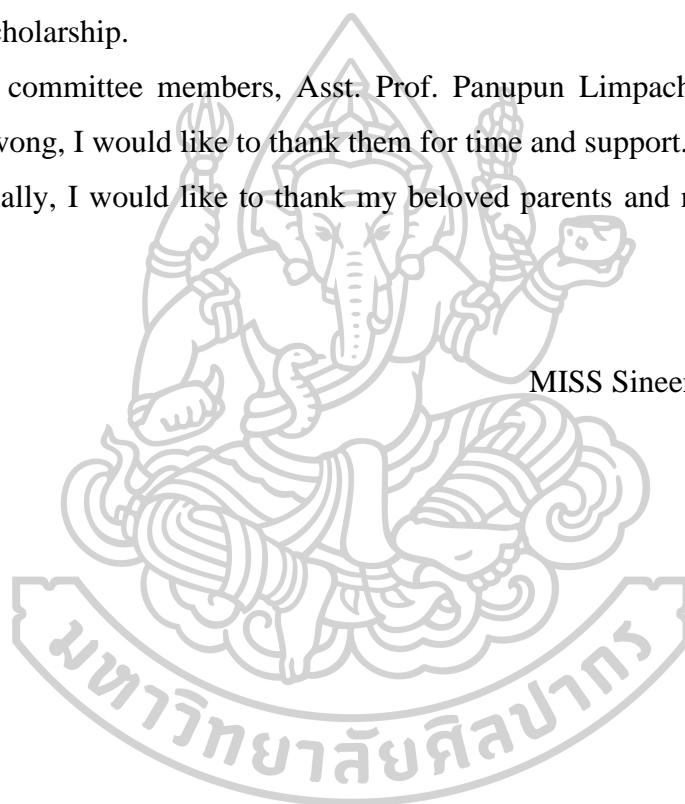 cholarship.
committee members, Asst. Prof. Panupun Limpach
vong, I would like to thank them for time and support.
ally, I would like to thank my beloved parents and
MISS Sineer
มหาวิทยาลัยศิลปากร